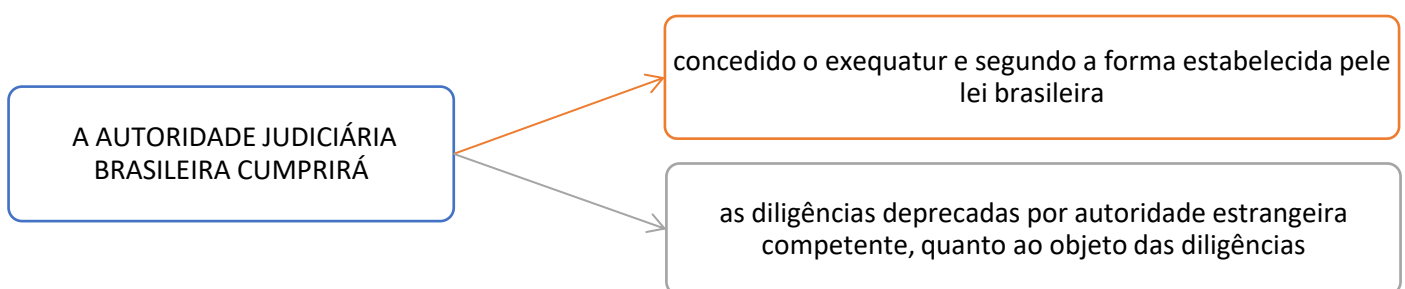 A AUTORIDADE JUDICIÁRIA
BRASILEIRA CUMPRIRÁ
concedido o exequatur e segundo a forma estabelecida pele
lei brasileira
as diligências deprecadas por autoridade estrangeira
competente, quanto ao objeto das diligências